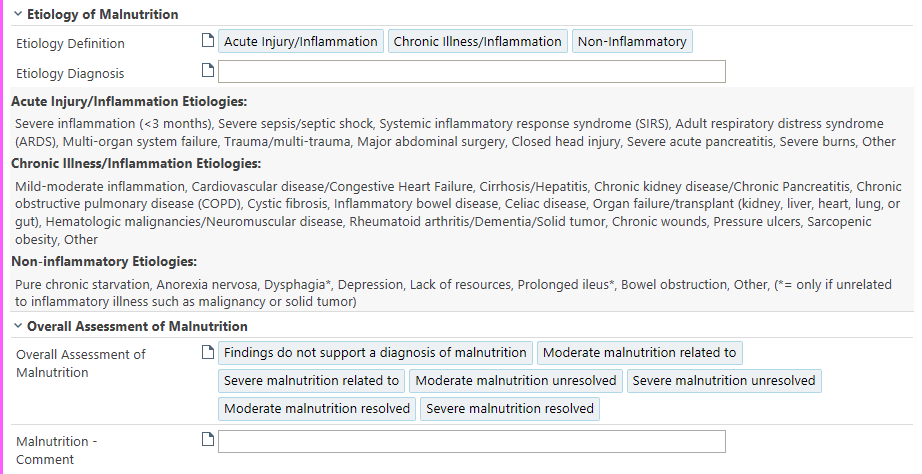 Etiology of Malnutrition
Etiology Definition
Acute Injury/Inflammation Chronic Illness/Inflammation Non-Inflammatory
Etiology Diagnosis
Acute Injury/Inflammation Etiologies:
Severe inflammation (<3 months), Severe sepsis/septic shock, Systemic inflammatory response syndrome (SIRS), Adult respiratory distress syndrome
(ARDS), Multi-organ system failure, Trauma/multi-trauma, Major abdominal surgery, Closed head injury, Severe acute pancreatitis, Severe burns, Other
Chronic Illness/Inflammation Etiologies:
Mild-moderate inflammation, Cardiovascular disease/Congestive Heart Failure, Cirrhosis/Hepatitis, Chronic kidney disease/Chronic Pancreatitis, Chronic
obstructive pulmonary disease (COPD), Cystic fibrosis, Inflammatory bowel disease, Celiac disease, Organ failure/transplant (kidney, liver, heart, lung, or
gut), Hematologic malignancies/Neuromuscular disease, Rheumatoid arthritis/Dementia/Solid tumor, Chronic wounds, Pressure ulcers, Sarcopenic
obesity, Other
Non-inflammatory Etiologies:
Pure chronic starvation, Anorexia nervosa, Dysphagia*, Depression, Lack of resources, Prolonged ileus*, Bowel obstruction, Other, (*= only if unrelated
to inflammatory illness such as malignancy or solid tumor)
Overall Assessment of Malnutrition
Overall Assessment of
Malnutrition
Findings do not support a diagnosis of malnutrition Moderate malnutrition related to
Severe malnutrition related to Moderate malnutrition unresolved Severe malnutrition unresolved
Moderate malnutrition resolved Severe malnutrition resolved
Malnutrition -
Comment